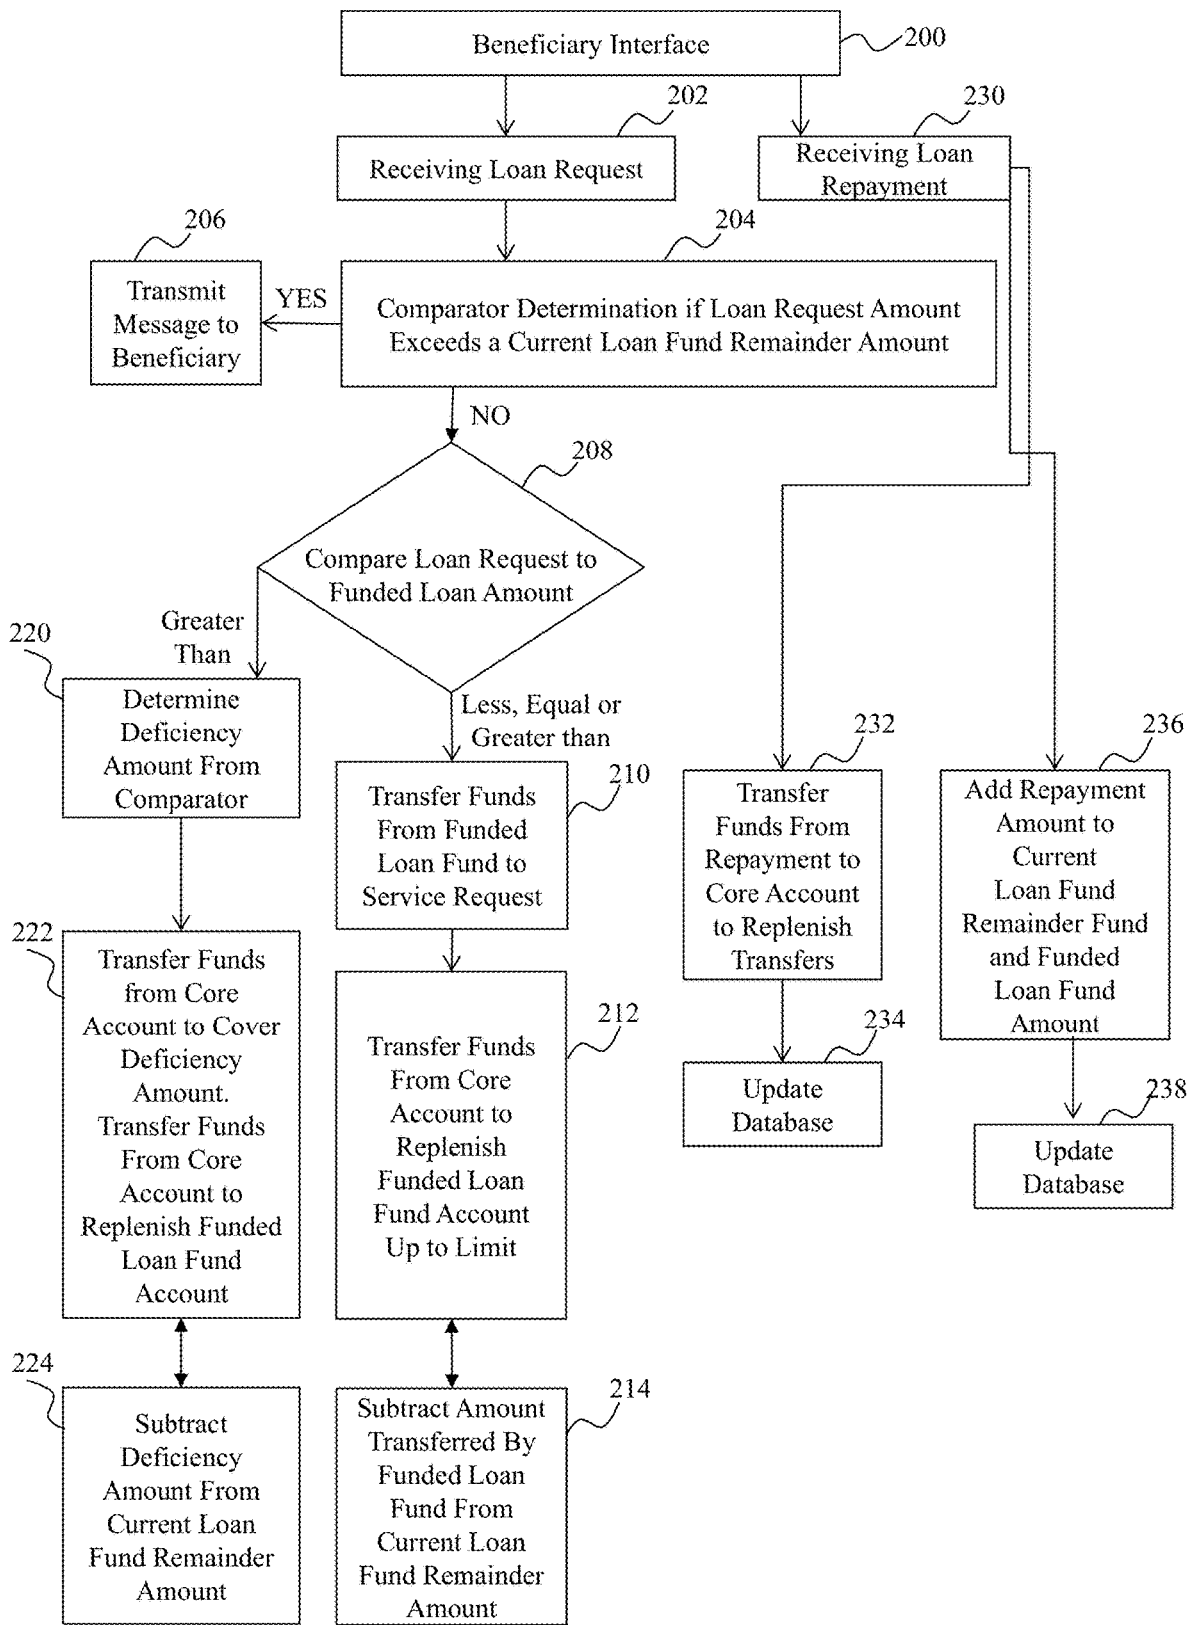 Beneficiary Interface
200
202
230
Receiving Loan Request
Receiving Loan
Repayment
206
204
Transmit
Message to
Beneficiary
YES
Comparator Determination if Loan Request Amount
Exceeds a Current Loan Fund Remainder Amount
NO
208
Compare Loan Request to
Funded Loan Amount
Greater
Than
220
Determine
Deficiency
Amount From
Comparator
Less, Equal or
Greater than
210
Transfer Funds
From Funded
Loan Fund to
Service Request
232
Transfer
Funds From
Repayment to
Core Account
to Replenish
Transfers
236
Add Repayment
Amount to
Current
Loan Fund
Remainder Fund
and Funded
Loan Fund
Amount
222
Transfer Funds
from Core
Account to Cover
Deficiency
Amount.
Transfer Funds
From Core
Account to
Replenish Funded
Loan Fund
Account
212
Transfer Funds
From Core
Account to
Replenish
Funded Loan
Fund Account
Up to Limit
234
Update
Database
238
Update
Database
224
Subtract
Deficiency
Amount From
Current Loan
Fund Remainder
Amount
214
Subtract Amount
Transferred By
Funded Loan
Fund From
Current Loan
Fund Remainder
Amount